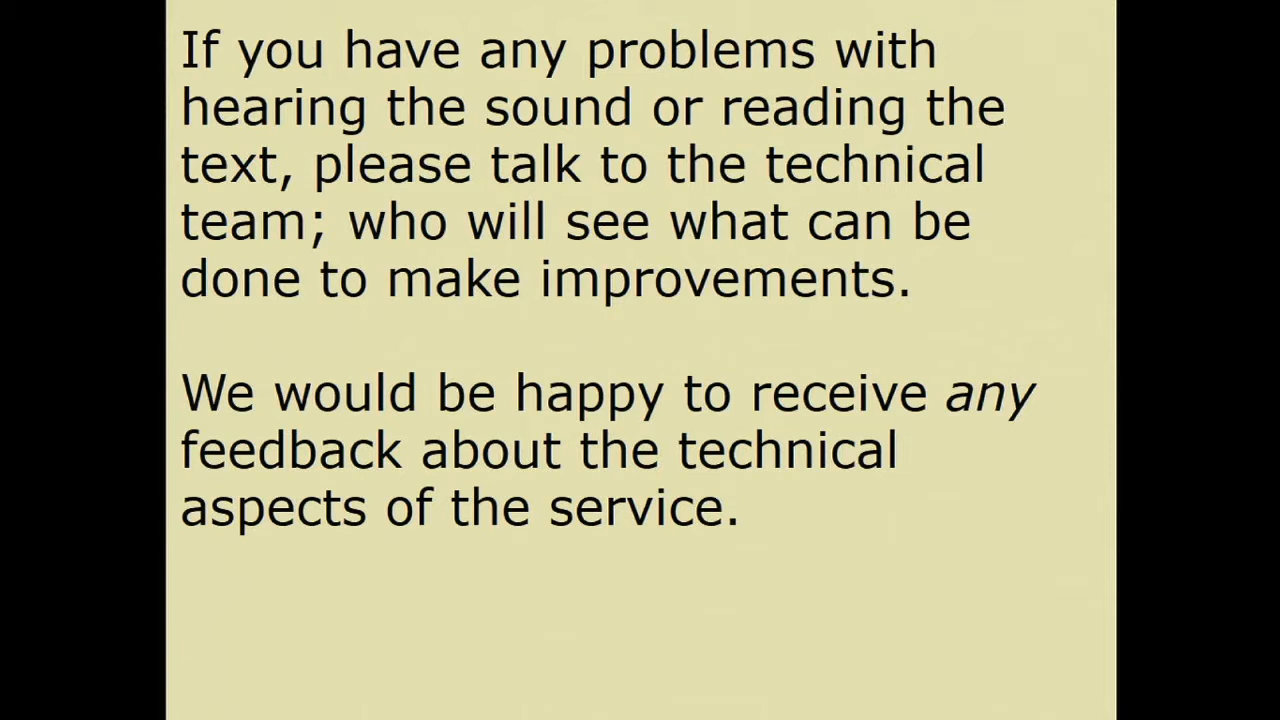 If you have any problems with
hearing the sound or reading the
text, please talk to the technical
team; who will see what can be
done to make improvements.
We would be happy to receive any
feedback about the technical
aspects of the service.